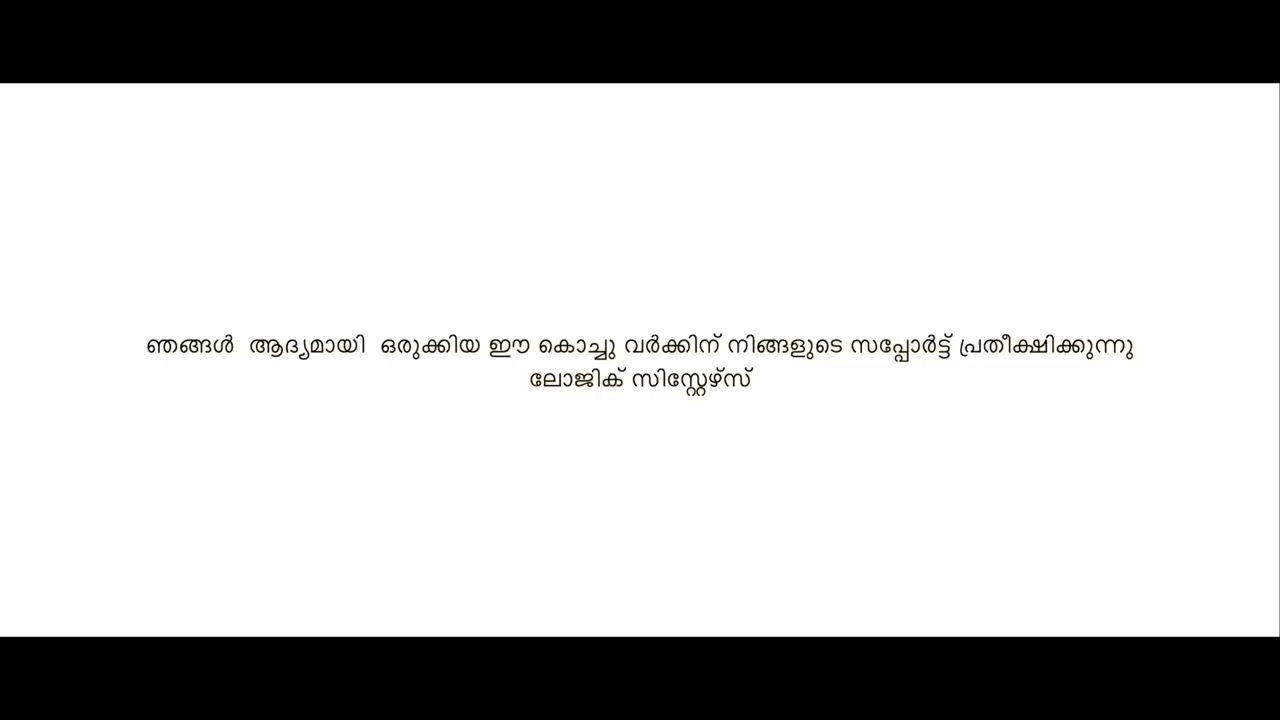 ഞങ്ങൾ ആദ്യമായി ഒരുക്കിയ ഈ കൊച്ചു വർക്കിന് നിങ്ങളുടെ സപ്പോർട്ട് പ്രതീക്ഷിക്കുന്നു
ലോജിക് സിസ്റ്റേഴ്സ്